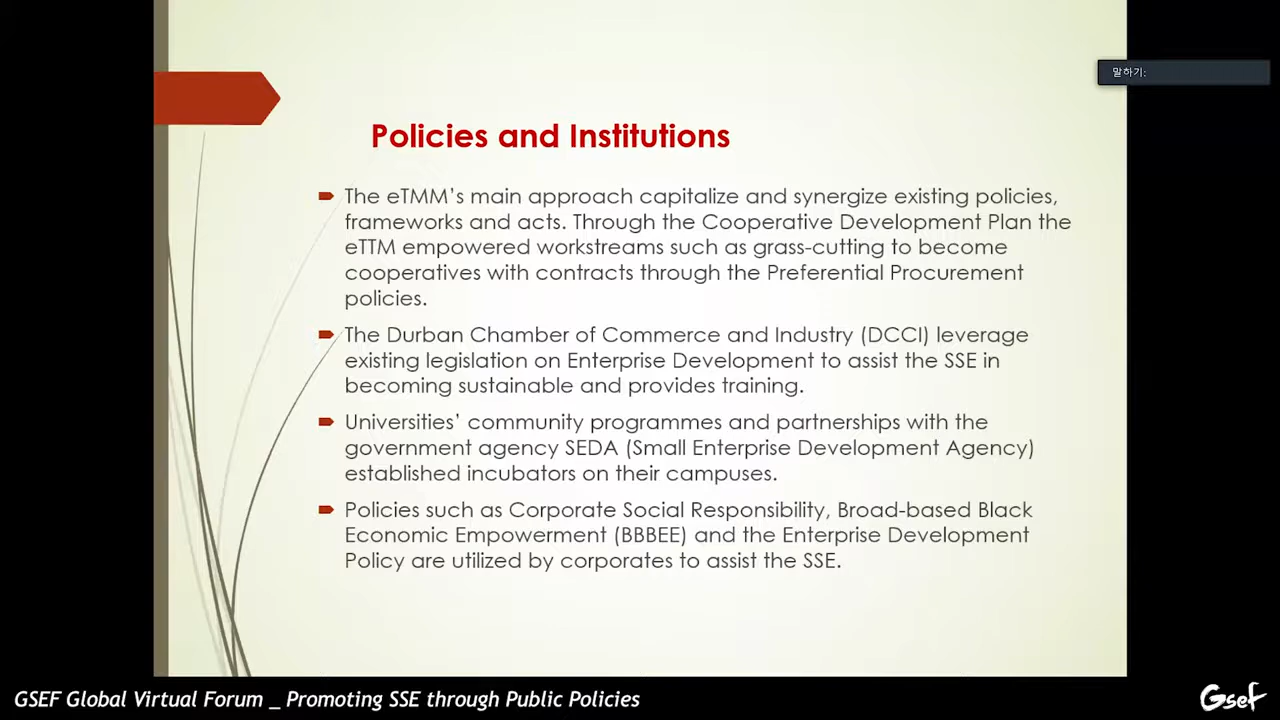 말하기:
Policies and Institutions
The eTMM's main approach capitalize and synergize existing policies,
frameworks and acts. Through the Cooperative Development Plan the
eTTM empowered workstreams such as grass-cutting to become
cooperatives with contracts through the Preferential Procurement
policies.
The Durban Chamber of Commerce and Industry (DCCI) leverage
existing legislation on Enterprise Development to assist the SSE in
becoming sustainable and provides training.
Universities' community programmes and partnerships with the
government agency SEDA (Small Enterprise Development Agency)
established incubators on their campuses.
Policies such as Corporate Social Responsibility, Broad-based Black
Economic Empowerment (BBBEE) and the Enterprise Development
Policy are utilized by corporates to assist the SSE.
GSEF Global Virtual Forum _ Promoting SSE through Public Policies
Gsef